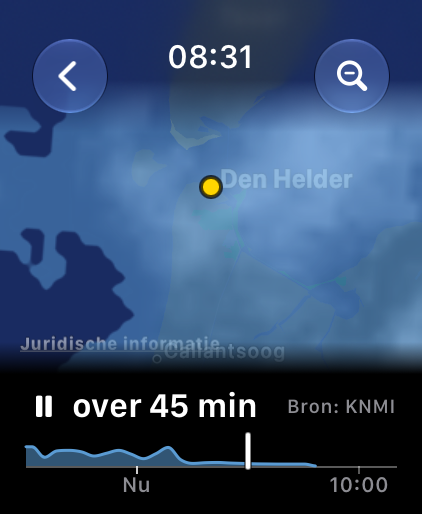 08:31
Den Helder
Juridische informatie
Callantsoog
over 45 min
Bron: KNMI
Nu
10:00